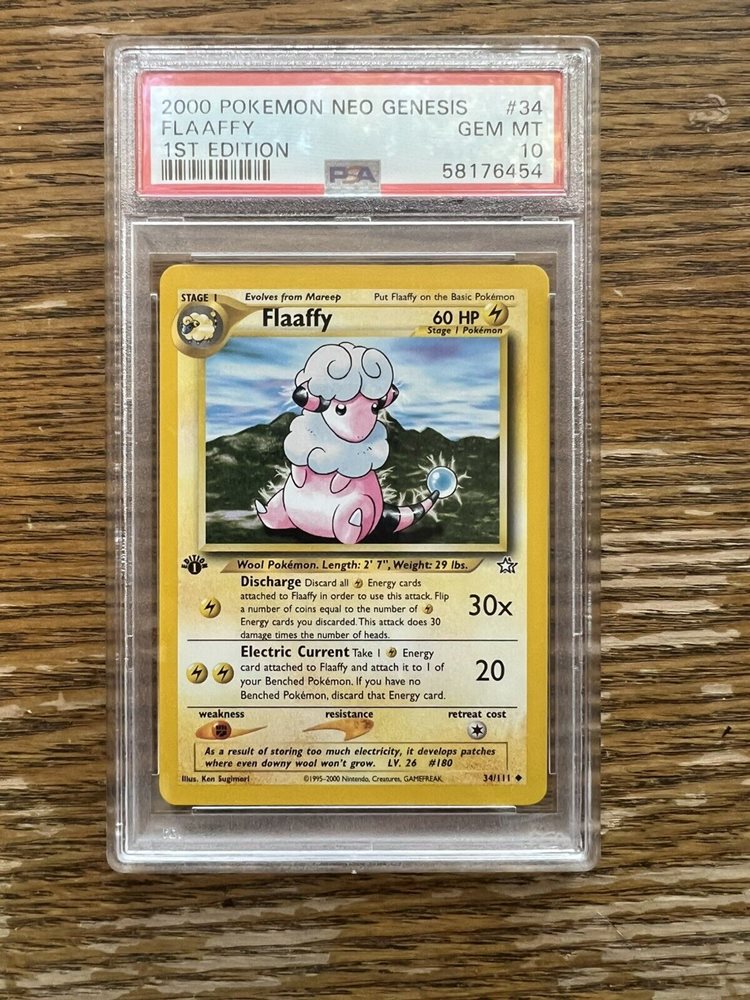 2000 POKEMON NEO GENESIS #34
FLAAFFY GEM MT
1ST EDITION 10
PSA 58176454
STAGE 1 Evolves from Mareep Put Flaaffy on the Basic Pokémon
Flaaffy 60 HP
Stage 1 Pokémon
EDITION
1
Wool Pokémon. Length: 2' 7", Weight: 29 lbs.
Discharge Discard all Energy cards
attached to Flaaffy in order to use this attack. Flip
a number of coins equal to the number of
Energy cards you discarded. This attack does 30
damage times the number of heads.
30x
Electric Current Take 1 Energy
card attached to Flaaffy and attach it to 1 of
your Benched Pokémon. If you have no
Benched Pokémon, discard that Energy card.
20
weakness resistance retreat cost
As a result of storing too much electricity, it develops patches
where even downy wool won't grow. LV. 26 #180
Illus. Ken Sugimori ©1995-2000 Nintendo, Creatures, GAMEFREAK. 34/111